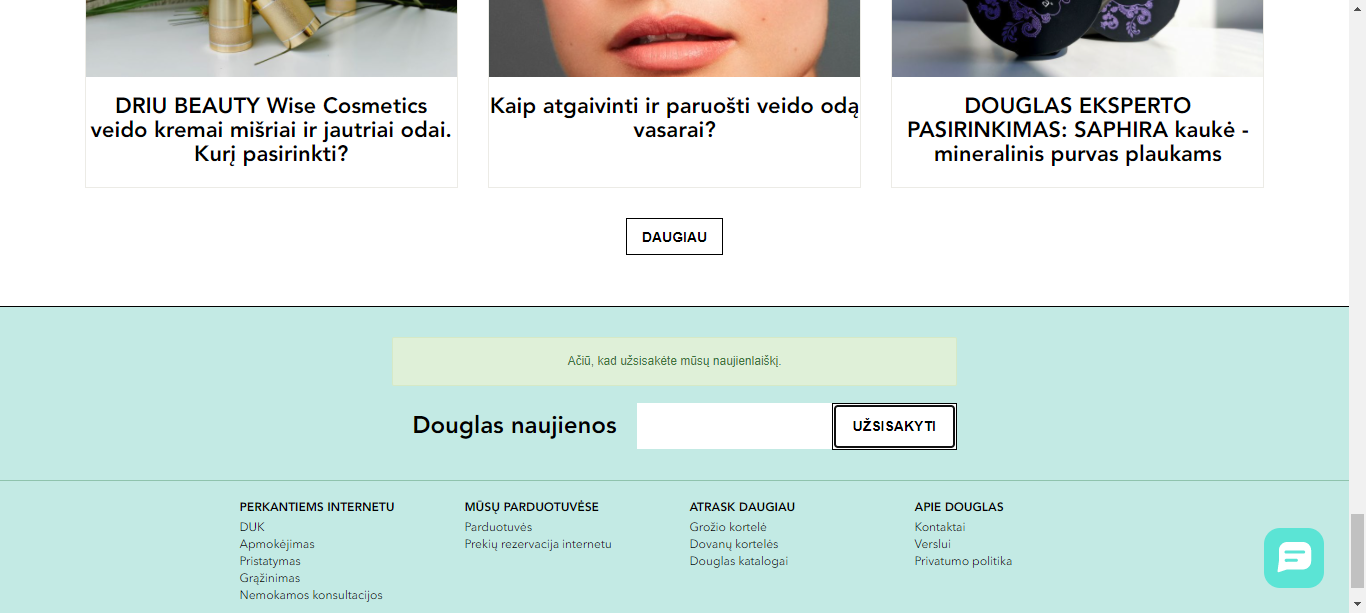 DRIU BEAUTY Wise Cosmetics
veido kremai mišriai ir jautriai odai.
Kurį pasirinkti?
Kaip atgaivinti ir paruošti veido odą
vasarai?
DOUGLAS EKSPERTO
PASIRINKIMAS: SAPHIRA kaukė -
mineralinis purvas plaukams
DAUGIAU
Ačiū, kad užsisakėte mūsų naujienlaiškį.
Douglas naujienos
UŽSISAKYTI
PERKANTIEMS INTERNETU
DUK
Apmokėjimas
Pristatymas
Grąžinimas
Nemokamos konsultacijos
MŪSŲ PARDUOTUVĖSE
Parduotuvės
Prekių rezervacija internetu
ATRASK DAUGIAU
Grožio kortelė
Dovanų kortelės
Douglas katalogai
APIE DOUGLAS
Kontaktai
Verslui
Privatumo politika